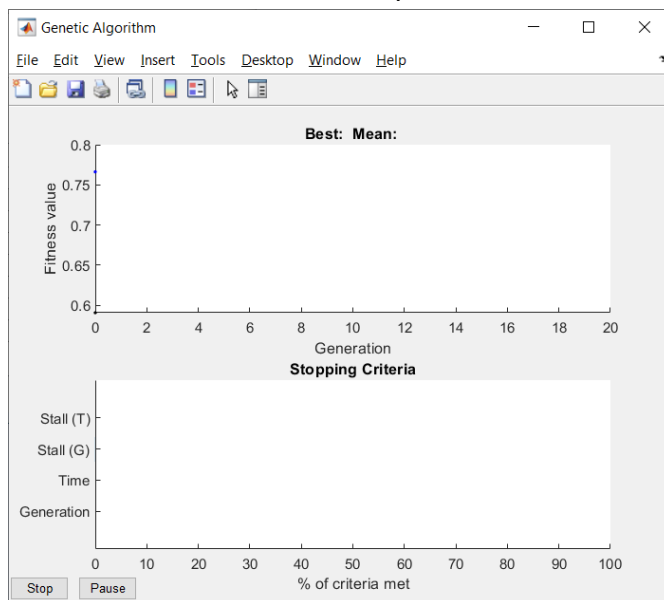 Genetic Algorithm
File Edit View Insert Tools Desktop Window Help
Best: Mean:
Fitness value
0.8
0.75
0.7
0.65
0.6
0 2 4 6 8 10 12 14 16 18 20
Generation
Stopping Criteria
Stall (T)
Stall (G)
Time
Generation
0 10 20 30 40 50 60 70 80 90 100
% of criteria met
Stop Pause